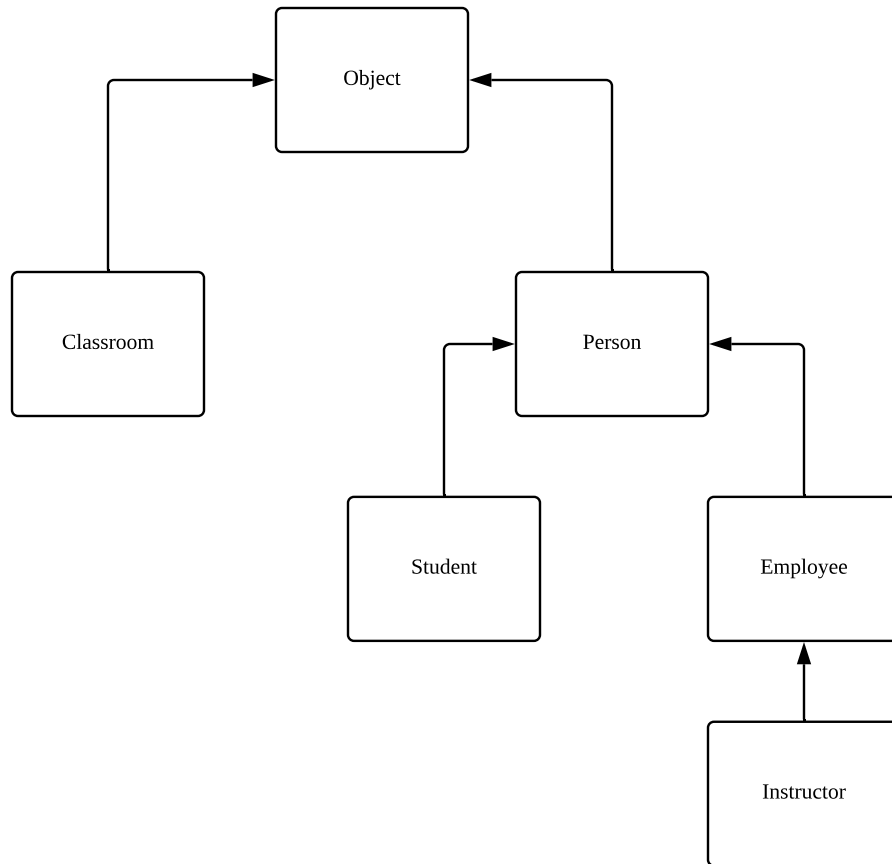 Object
Classroom
Person
Student
Employee
Instructor